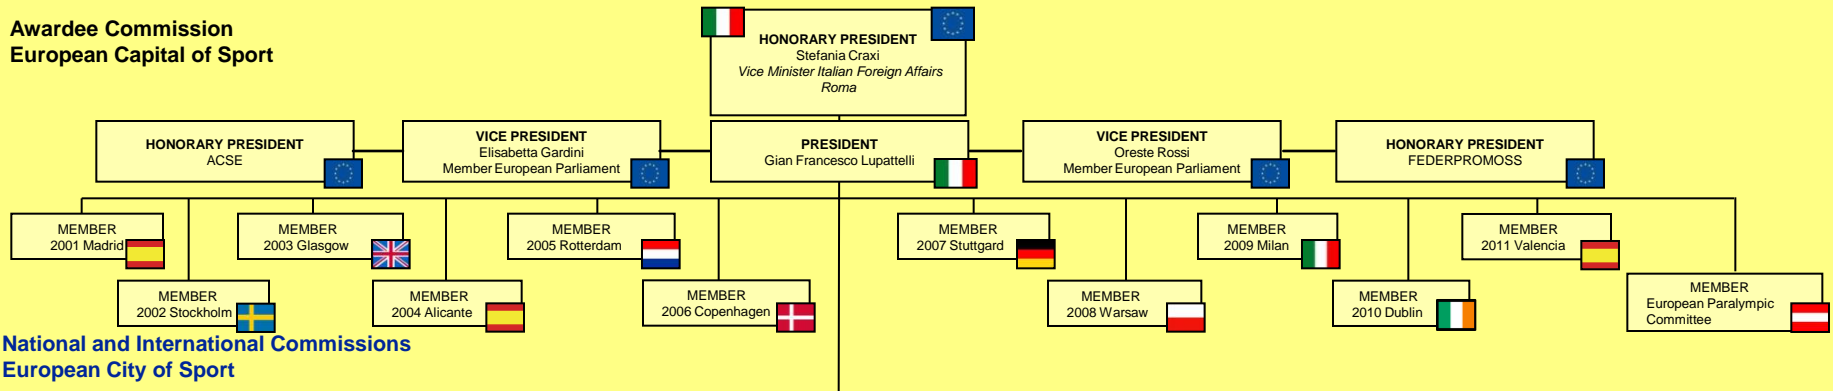 Awardee Commission
European Capital of Sport
HONORARY PRESIDENT
Stefania Craxi
Vice Minister Italian Foreign Affairs
Roma
HONORARY PRESIDENT
ACSE
VICE PRESIDENT
Elisabetta Gardini
Member European Parliament
PRESIDENT
Gian Francesco Lupattelli
VICE PRESIDENT
Oreste Rossi
Member European Parliament
HONORARY PRESIDENT
FEDERPROMOSS
MEMBER
2001 Madrid
MEMBER
2003 Glasgow
MEMBER
2005 Rotterdam
MEMBER
2007 Stuttgard
MEMBER
2009 Milan
MEMBER
2011 Valencia
MEMBER
2002 Stockholm
MEMBER
2004 Alicante
MEMBER
2006 Copenhagen
MEMBER
2008 Warsaw
MEMBER
2010 Dublin
MEMBER
European Paralympic
Committee
National and International Commissions
European City of Sport